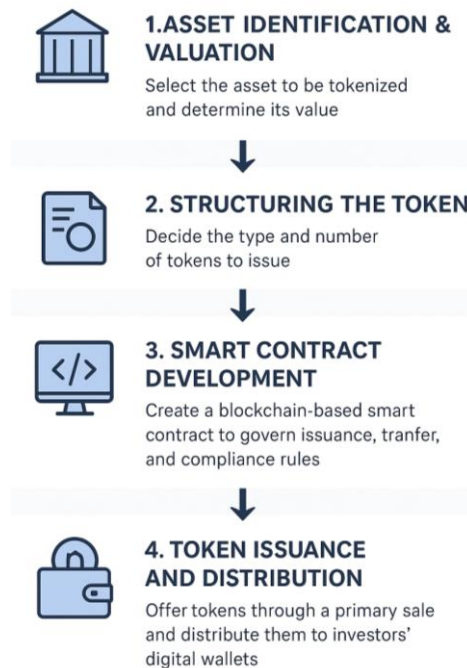 1.ASSET IDENTIFICATION &
VALUATION
Select the asset to be tokenized
and determine its value
2. STRUCTURING THE TOKEN
Decide the type and number
of tokens to issue
</>
3. SMART CONTRACT
DEVELOPMENT
Create a blockchain-based smart
contract to govern issuance, tranfer,
and compliance rules
4. TOKEN ISSUANCE
AND DISTRIBUTION
Offer tokens through a primary sale
and distribute them to investors’
digital wallets